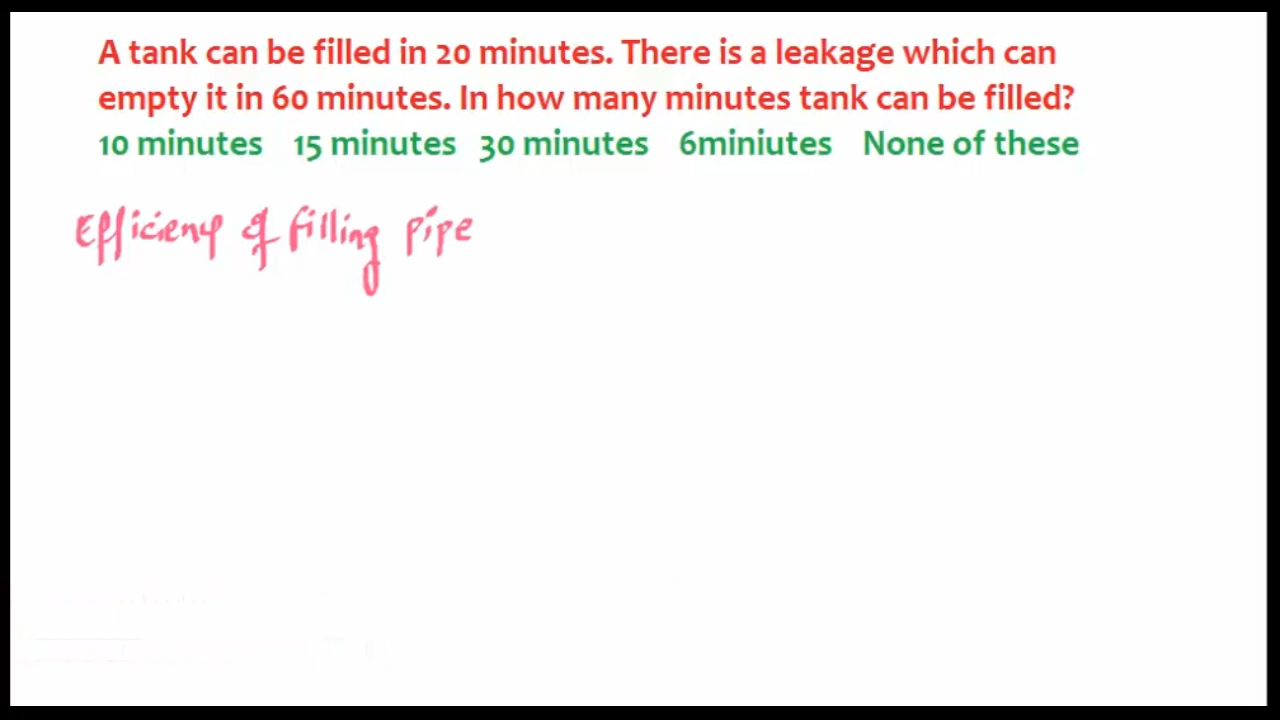 A tank can be filled in 20 minutes. There is a leakage which can
empty it in 60 minutes. In how many minutes tank can be filled?
10 minutes 15 minutes 30 minutes 6miniutes None of these
Efficieny of filling pipe